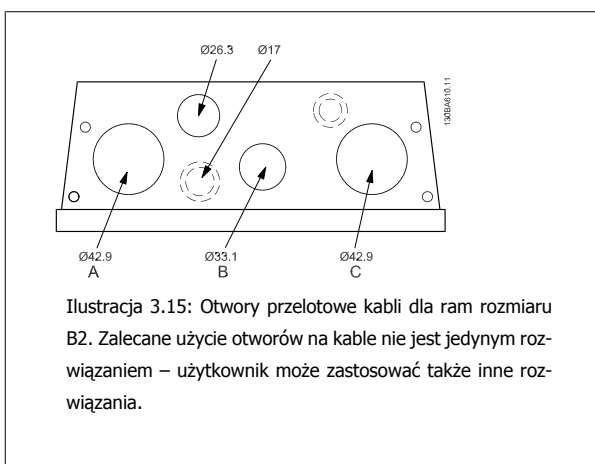 Ø26.3 Ø17
130BA610.11
Ø42.9 Ø33.1 Ø42.9
A B C
Ilustracja 3.15: Otwory przelotowe kabli dla ram rozmiaru
B2. Zalecane użycie otworów na kable nie jest jedynym roz-
wiązaniem – użytkownik może zastosować także inne roz-
wiązania.